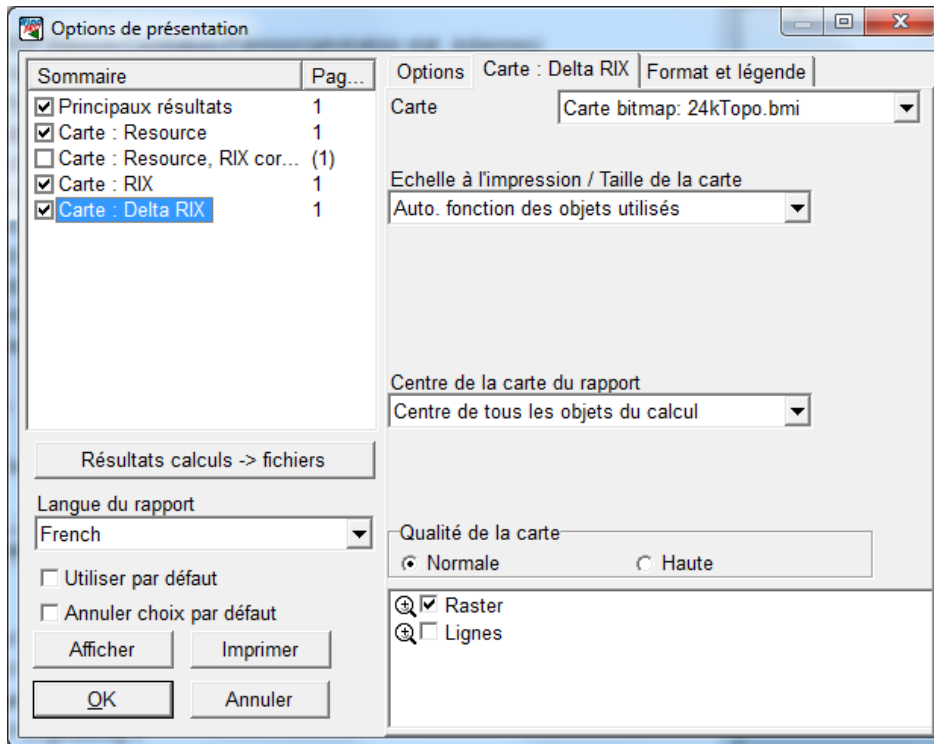 Options de présentation
Sommaire Pag...
Principaux résultats 1
Carte : Resource 1
Carte : Resource, RIX cor... (1)
Carte : RIX 1
Carte : Delta RIX 1
Résultats calculs -> fichiers
Langue du rapport
French
Utiliser par défaut
Annuler choix par défaut
Afficher Imprimer
OK Annuler
Options Carte : Delta RIX Format et légende
Carte Carte bitmap: 24kTopo.bmi
Echelle à l'impression / Taille de la carte
Auto. fonction des objets utilisés
Centre de la carte du rapport
Centre de tous les objets du calcul
Qualité de la carte
Normale Haute
Raster
Lignes